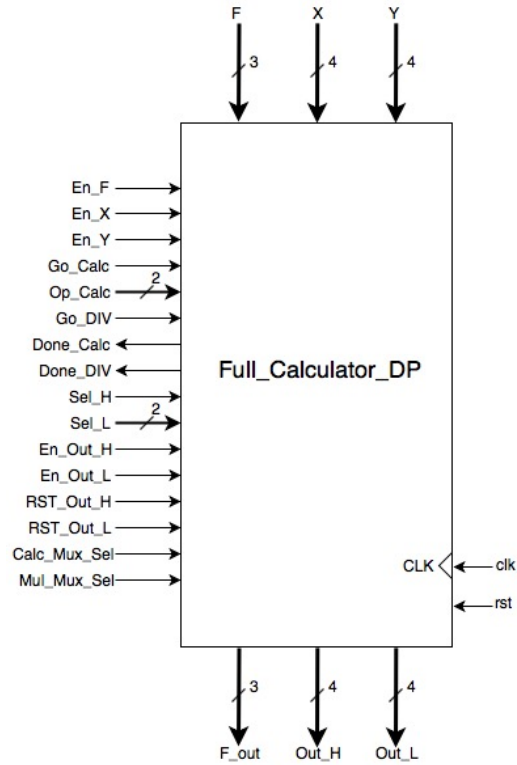 F X Y
3 4 4
En_F
En_X
En_Y
Go_Calc
Op_Calc 2
Go_DIV
Done_Calc
Done_DIV
Full_Calculator_DP
Sel_H
Sel_L 2
En_Out_H
En_Out_L
RST_Out_H
RST_Out_L
Calc_Mux_Sel
CLK clk
Mul_Mux_Sel
rst
3 4 4
F_out Out_H Out_L